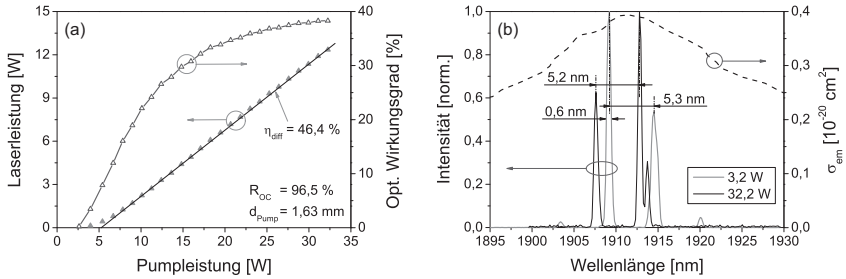 (a)
15
12
9
6
3
0
Laserleistung [W]
0 5 10 15 20 25 30 35
Pumpleistung [W]
40
30
20
10
0
Opt. Wirkungsgrad [%]
η_diff = 46,4 %
R_OC = 96,5 %
d_Pump = 1,63 mm
(b)
1,0
0,8
0,6
0,4
0,2
0,0
Intensität [norm.]
5,2 nm
5,3 nm
0,6 nm
3,2 W
32,2 W
1895 1900 1905 1910 1915 1920 1925 1930
Wellenlänge [nm]
0,4
0,3
0,2
0,1
0,0
σ_em [10^-20 cm^2]